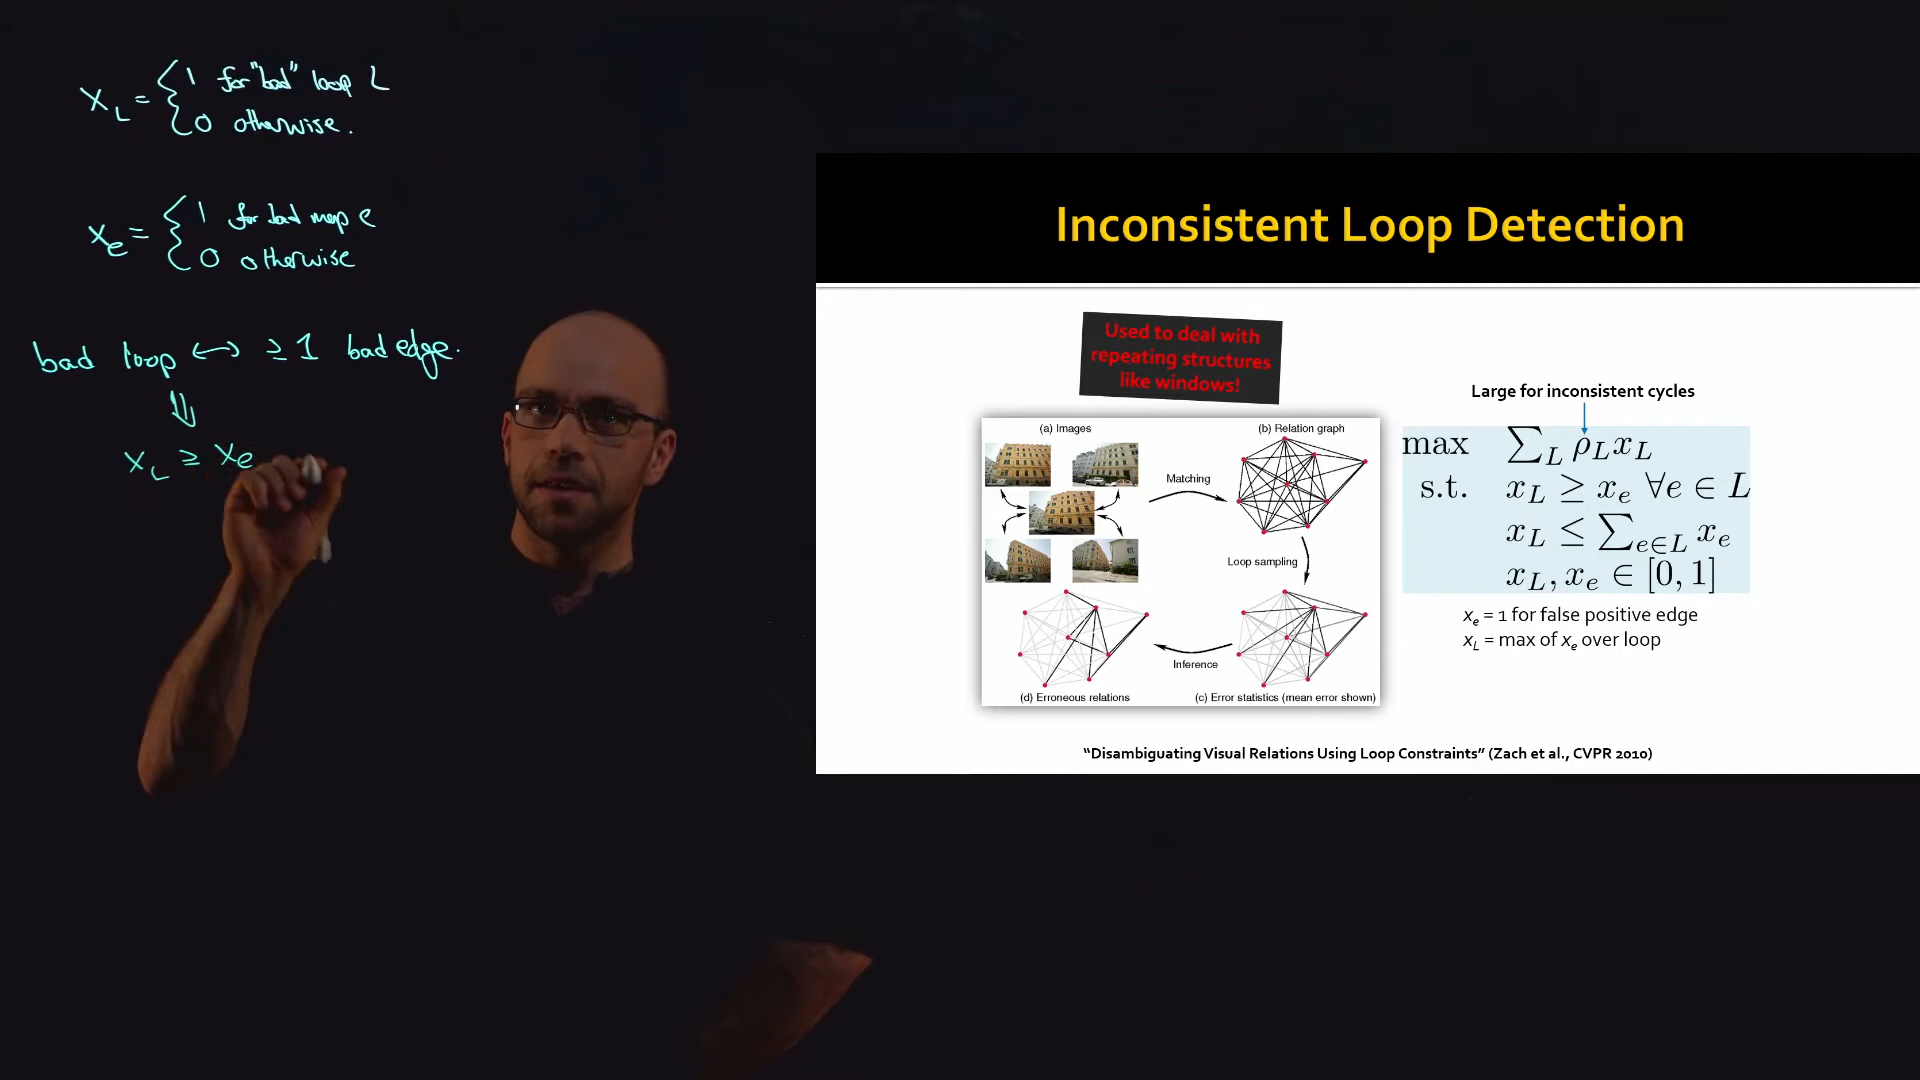 x_L = { 1 for "bad" loop L
0 otherwise.
x_e = { 1 for bad map e
0 otherwise
bad loop ↔ ≥ 1 bad edge.
⇓
x_L ≥ x_e
Inconsistent Loop Detection
Used to deal with
repeating structures
like windows!
(a) Images
(b) Relation graph
Matching
Loop sampling
Inference
(d) Erroneous relations
(c) Error statistics (mean error shown)
Large for inconsistent cycles
max ∑_L ρ_L x_L
s.t. x_L ≥ x_e ∀e ∈ L
x_L ≤ ∑_{e∈L} x_e
x_L, x_e ∈ [0, 1]
x_e = 1 for false positive edge
x_L = max of x_e over loop
"Disambiguating Visual Relations Using Loop Constraints" (Zach et al., CVPR 2010)